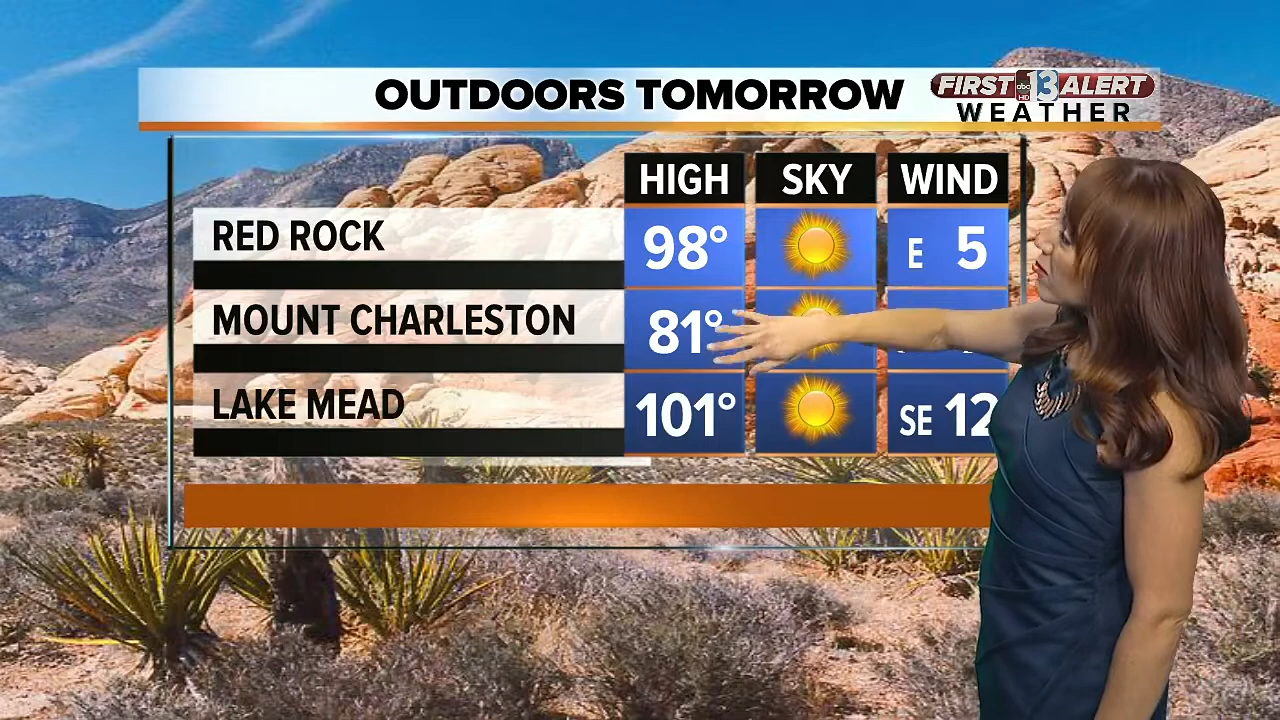 OUTDOORS TOMORROW
FIRST abc HD 13 ALERT
WEATHER
HIGH SKY WIND
RED ROCK 98° E 5
MOUNT CHARLESTON 81°
LAKE MEAD 101° SE 12